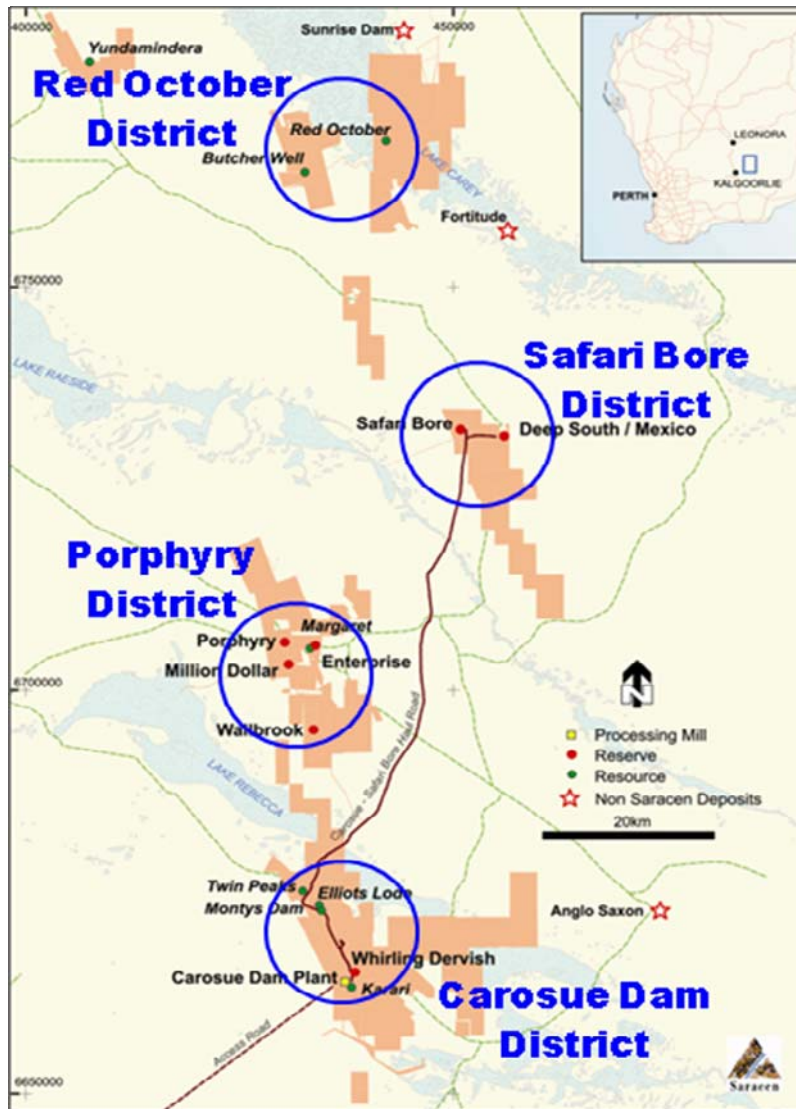 400000
450000
Yundamindera
Sunrise Dam
Red October
District
Red October
Butcher Well
LAKE CAREY
Fortitude
LEONORA
KALGOORLIE
PERTH
6750000
LAKE RAESIDE
Safari Bore
District
Safari Bore
Deep South / Mexico
Porphyry
District
Margaret
Porphyry
Enterprise
Million Dollar
6700000
Wallbrook
N
Processing Mill
Reserve
Resource
Non Saracen Deposits
20km
LAKE REBECCA
Carosue - Safari Bore Haul Road
Twin Peaks
Elliots Lode
Montys Dam
Anglo Saxon
Whirling Dervish
Carosue Dam Plant
Karari
Carosue Dam
District
Access Road
6650000
Saracen